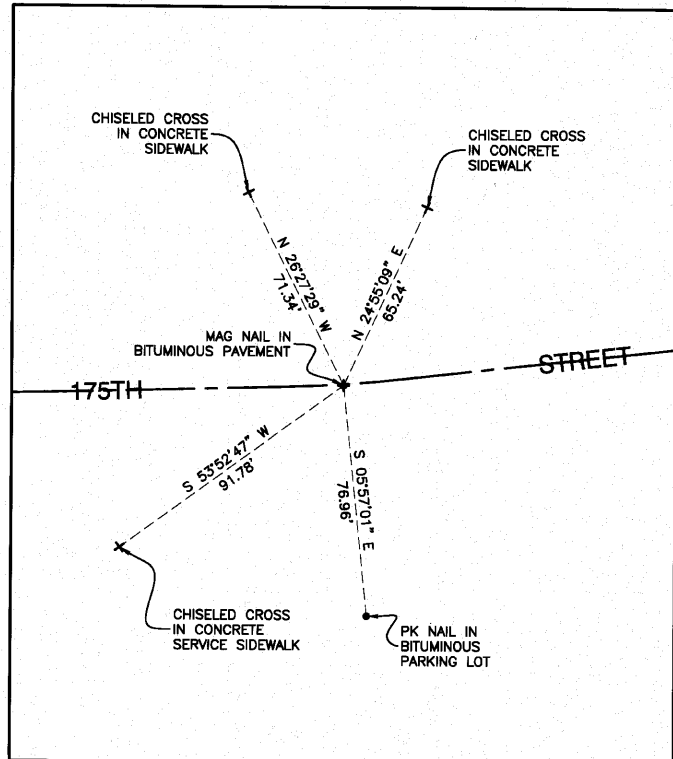 CHISELED CROSS
IN CONCRETE
SIDEWALK
CHISELED CROSS
IN CONCRETE
SIDEWALK
N 26°27'29" W
71.34'
N 24°55'09" E
65.24'
MAG NAIL IN
BITUMINOUS PAVEMENT
175TH
STREET
S 53°52'47" W
91.78'
S 05°57'01" E
76.96'
CHISELED CROSS
IN CONCRETE
SERVICE SIDEWALK
PK NAIL IN
BITUMINOUS
PARKING LOT